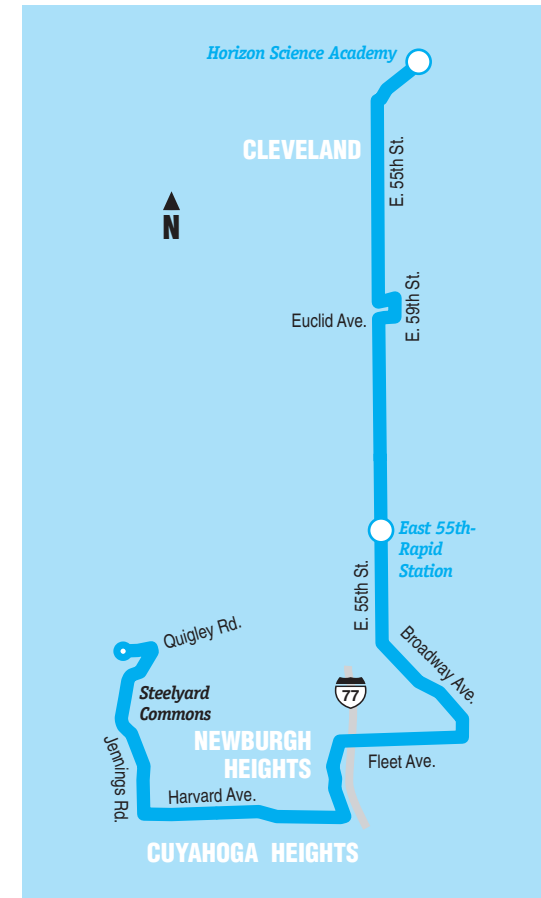 Horizon Science Academy
CLEVELAND
E. 55th St.
N
E. 59th St.
Euclid Ave.
East 55th-
Rapid
Station
E. 55th St.
Quigley Rd.
Broadway Ave.
Steelyard
Commons
77
NEWBURGH
HEIGHTS
Jennings Rd.
Fleet Ave.
Harvard Ave.
CUYAHOGA HEIGHTS